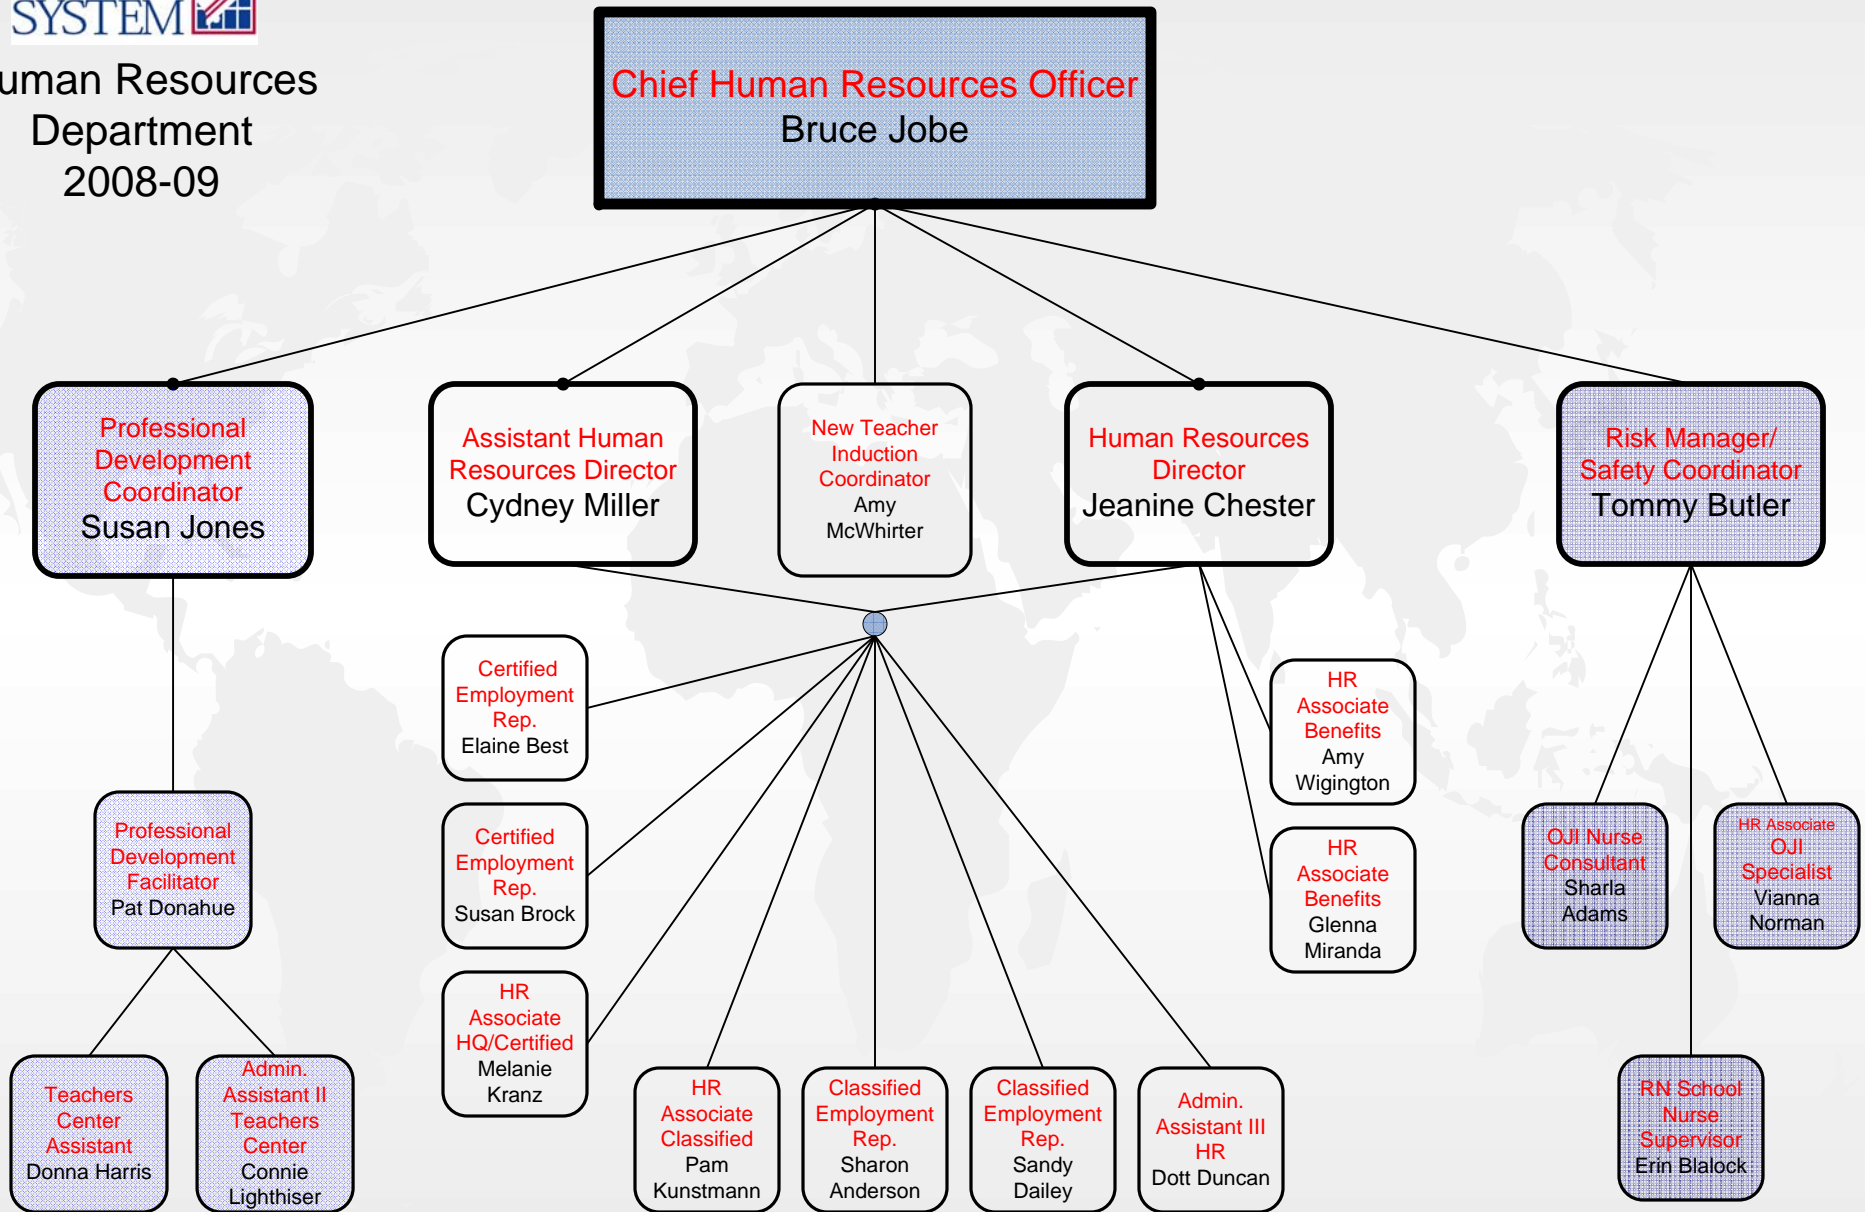 SYSTEM
uman Resources
Department
2008-09
Chief Human Resources Officer
Bruce Jobe
Professional
Development
Coordinator
Susan Jones
Assistant Human
Resources Director
Cydney Miller
New Teacher
Induction
Coordinator
Amy
McWhirter
Human Resources
Director
Jeanine Chester
Risk Manager/
Safety Coordinator
Tommy Butler
Certified
Employment
Rep.
Elaine Best
HR
Associate
Benefits
Amy
Wigington
Professional
Development
Facilitator
Pat Donahue
Certified
Employment
Rep.
Susan Brock
HR
Associate
Benefits
Glenna
Miranda
OJI Nurse
Consultant
Sharla
Adams
HR Associate
OJI
Specialist
Vianna
Norman
HR
Associate
HQ/Certified
Melanie
Kranz
Teachers
Center
Assistant
Donna Harris
Admin.
Assistant II
Teachers
Center
Connie
Lighthiser
HR
Associate
Classified
Pam
Kunstmann
Classified
Employment
Rep.
Sharon
Anderson
Classified
Employment
Rep.
Sandy
Dailey
Admin.
Assistant III
HR
Dott Duncan
RN School
Nurse
Supervisor
Erin Blalock